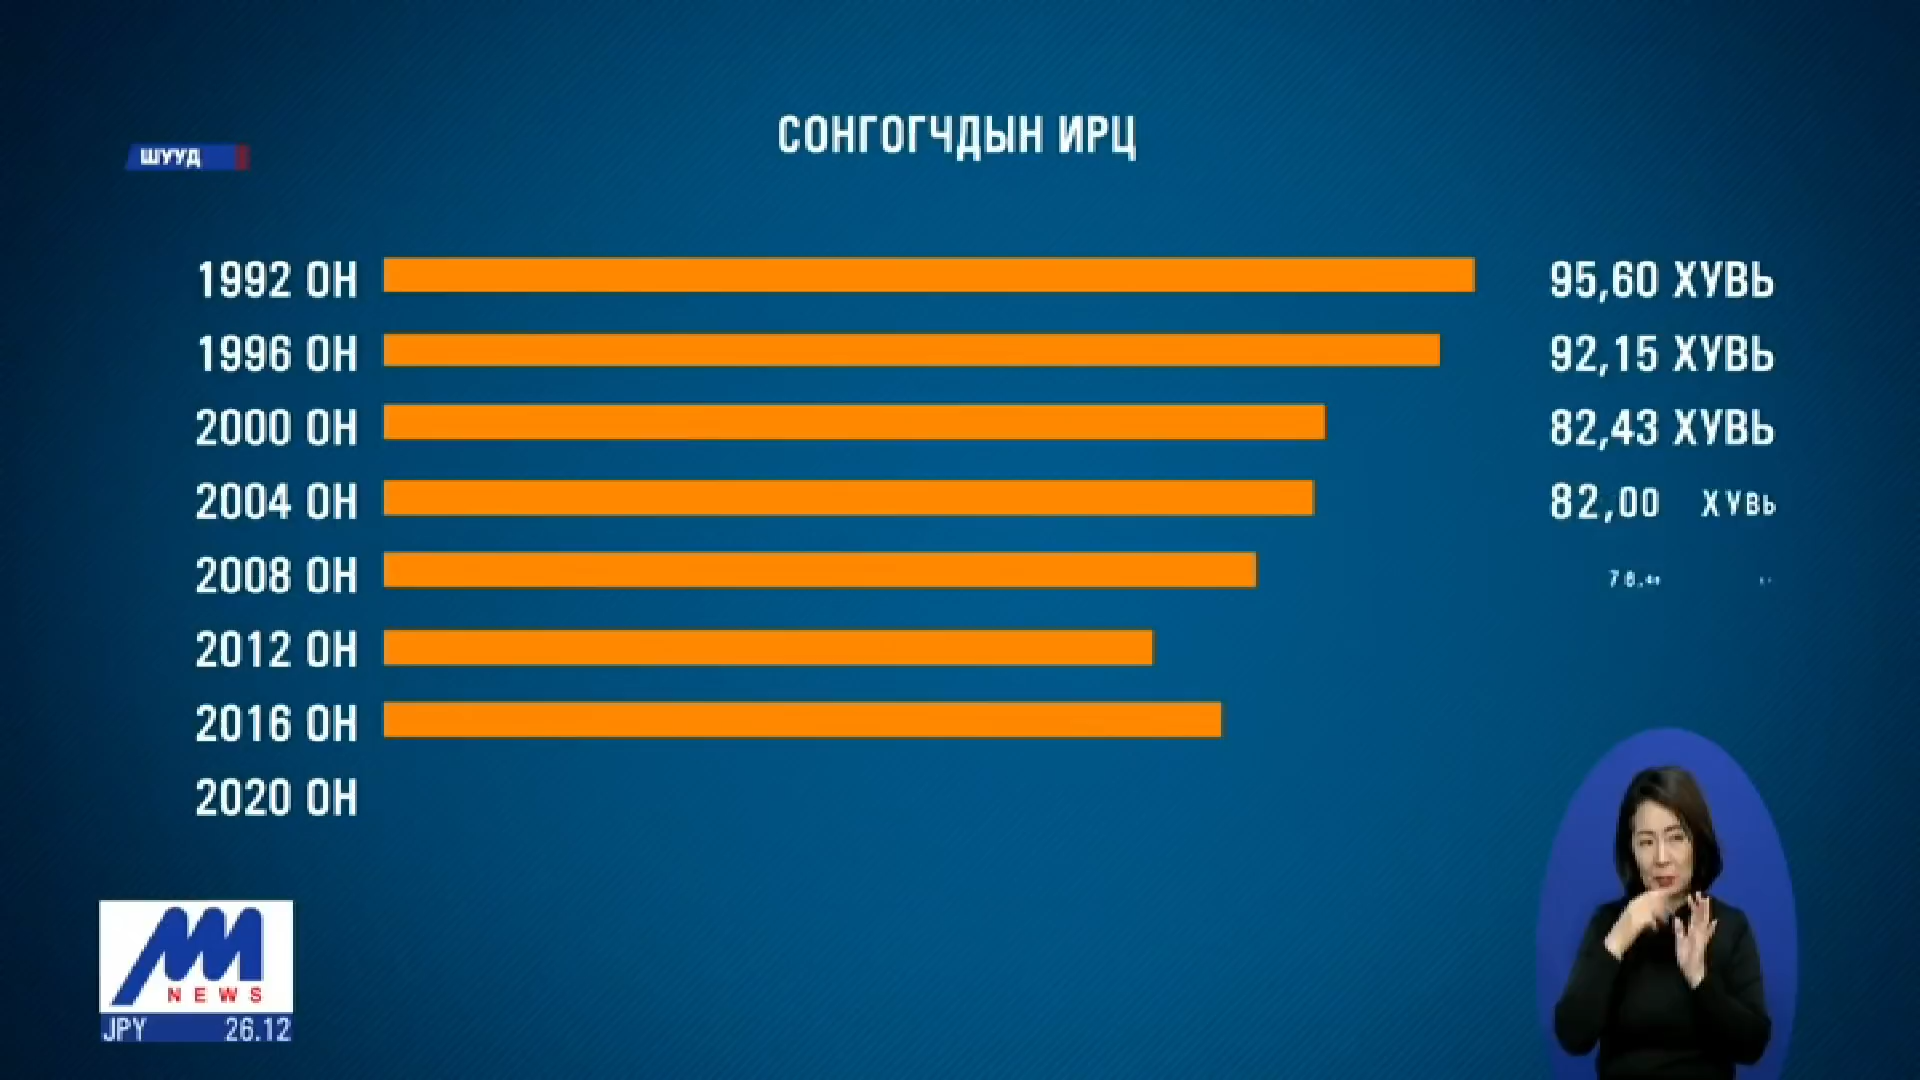 СОНГОГЧДЫН ИРЦ
ШУУД
1992 ОН 95,60 ХУВЬ
1996 ОН 92,15 ХУВЬ
2000 ОН 82,43 ХУВЬ
2004 ОН 82,00 ХУВЬ
2008 ОН
2012 ОН
2016 ОН
2020 ОН
NEWS
JPY 26.12